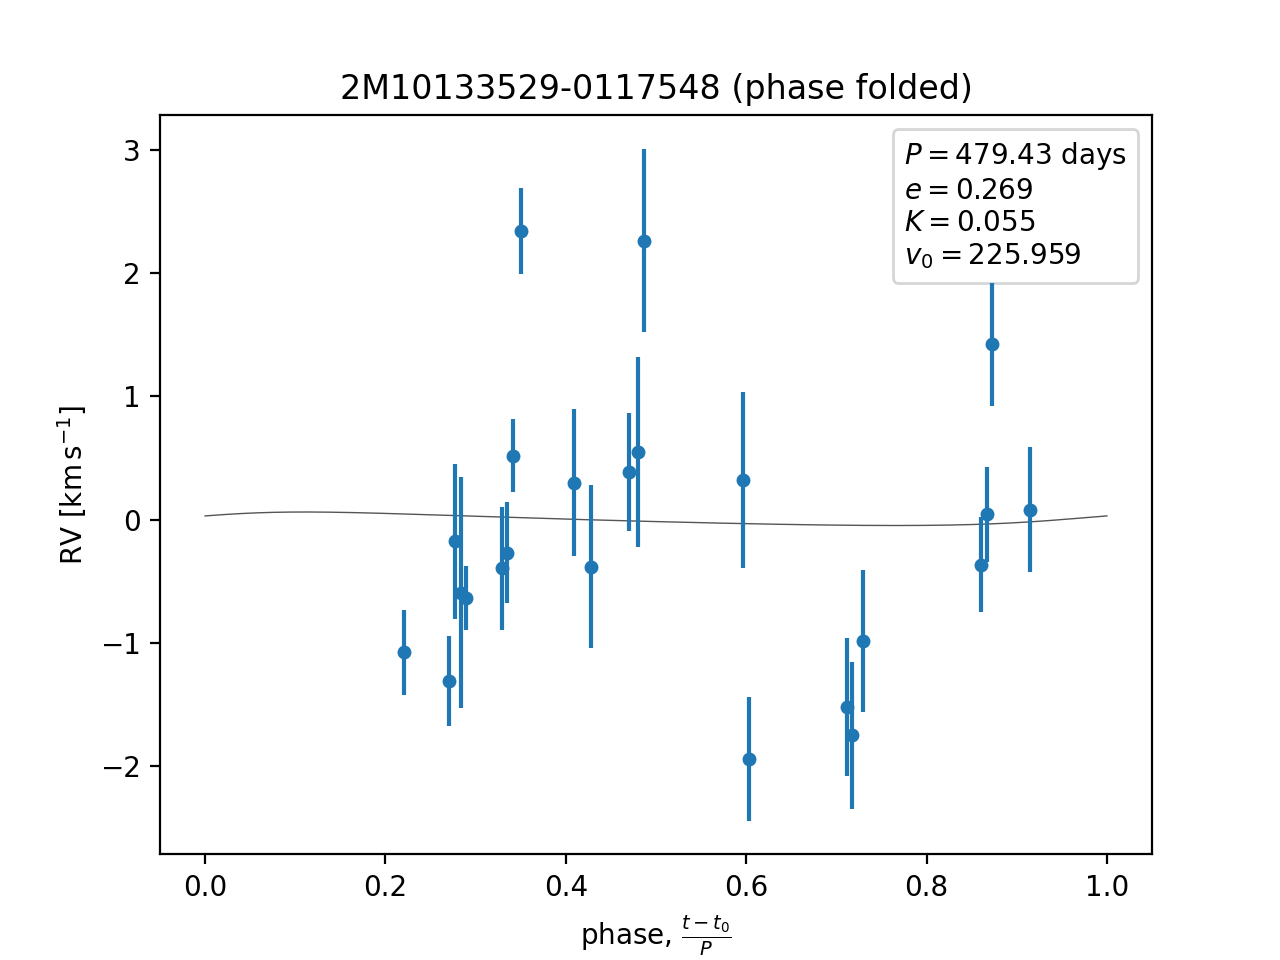 2M10133529-0117548 (phase folded)
P = 479.43 days
e = 0.269
K = 0.055
v₀ = 225.959
3
2
1
0
−1
−2
RV [km s⁻¹]
0.0 0.2 0.4 0.6 0.8 1.0
phase, (t − t₀)/P